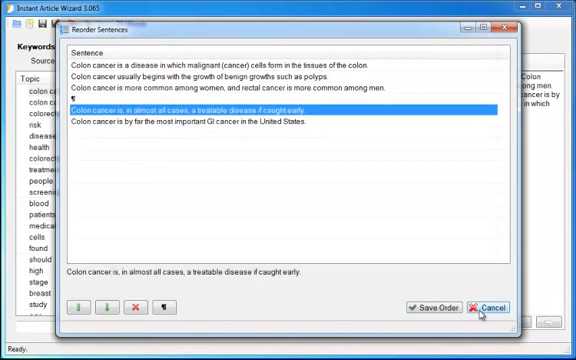 Instant Article Wizard 3.065
Reorder Sentences
Keywords
Source
Topic
colon
colon
colorect
risk
disease
health
colorect
treatme
people
screenin
blood
patients
medical
cells
found
should
high
stage
breast
study
Sentence
Colon cancer is a disease in which malignant (cancer) cells form in the tissues of the colon.
Colon cancer usually begins with the growth of benign growths such as polyps.
Colon cancer is more common among women, and rectal cancer is more common among men.
¶
Colon cancer is, in almost all cases, a treatable disease if caught early.
Colon cancer is by far the most important GI cancer in the United States.
Colon cancer is, in almost all cases, a treatable disease if caught early.
¶
Save Order
Cancel
Colon
cancer is by
in which
Ready.